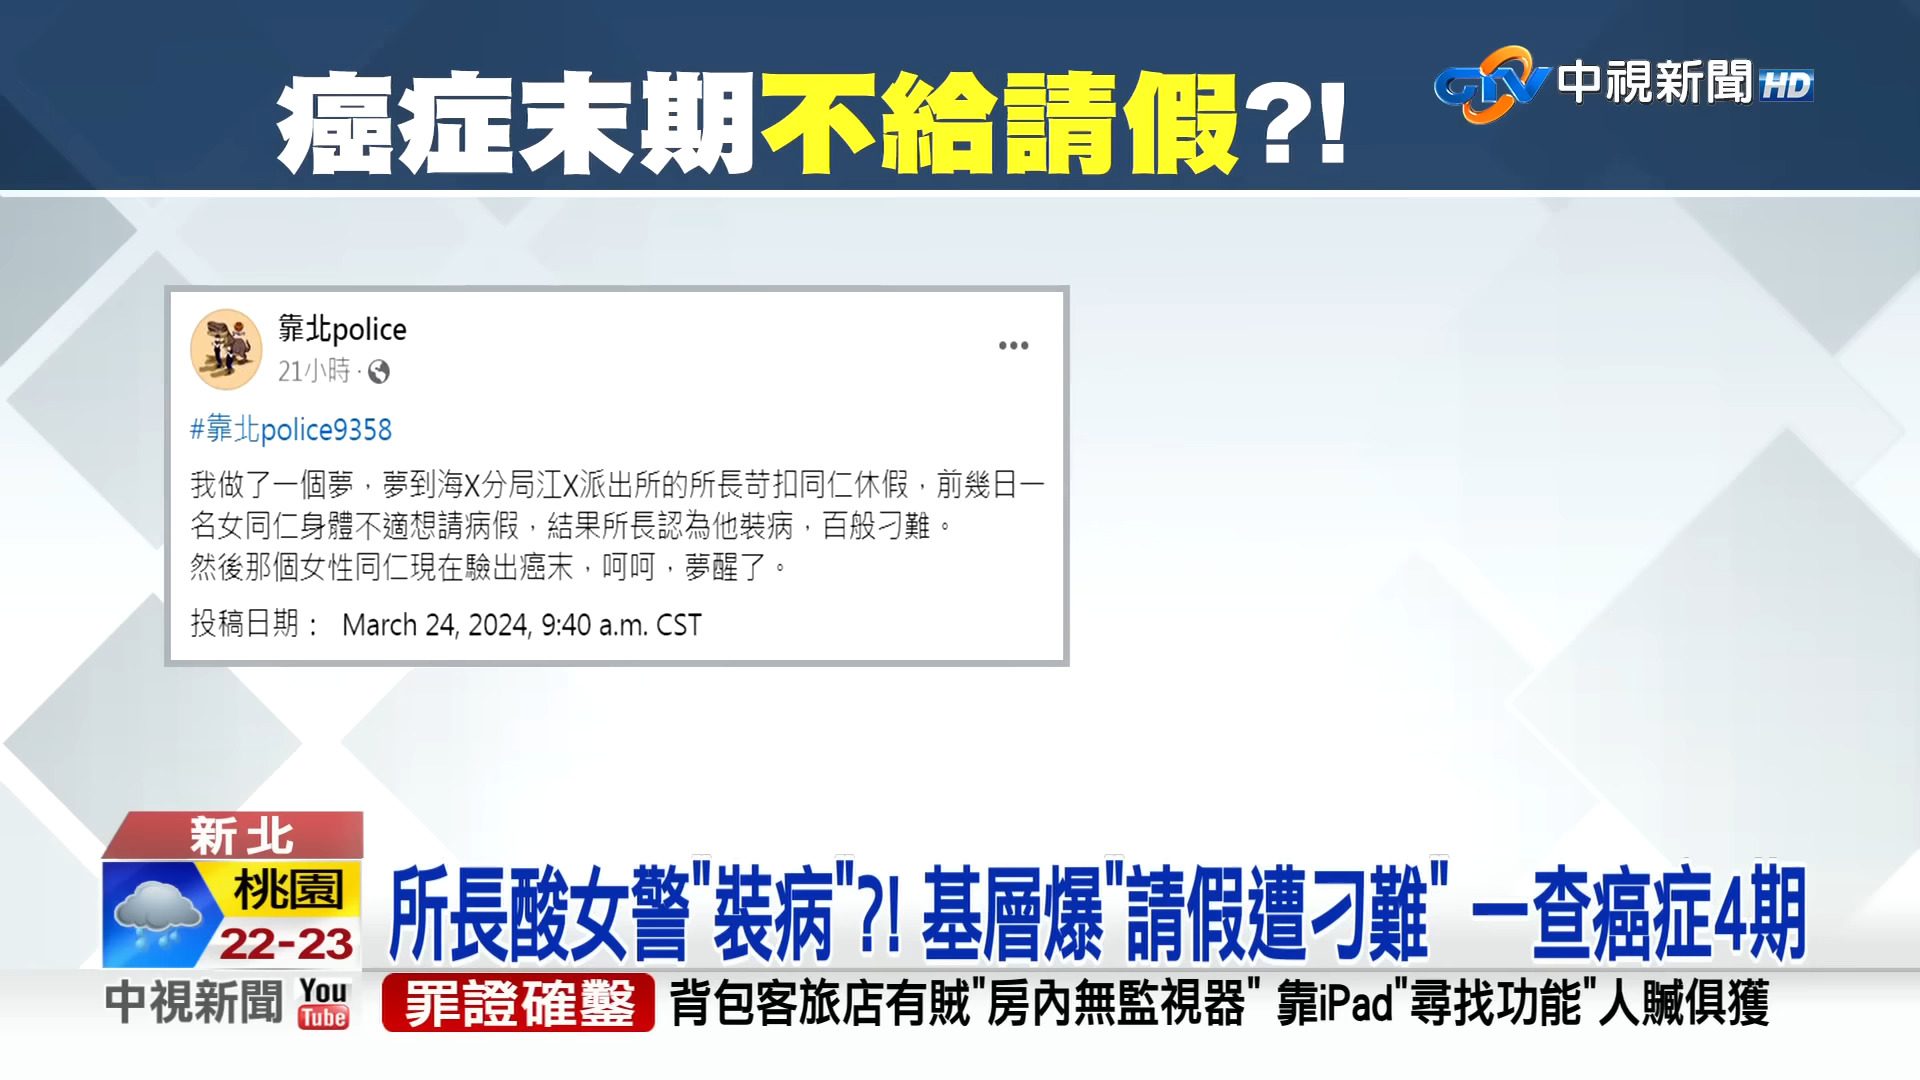 癌症末期不給請假?!
CTV中視新聞HD
靠北police
21小時
#靠北police9358
我做了一個夢，夢到海X分局江X派出所的所長苛扣同仁休假，前幾日一
名女同仁身體不適想請病假，結果所長認為他裝病，百般刁難。
然後那個女性同仁現在驗出癌末，呵呵，夢醒了。
投稿日期： March 24, 2024, 9:40 a.m. CST
新北
桃園
22-23
所長酸女警"裝病"?! 基層爆"請假遭刁難" 一查癌症4期
中視新聞 YouTube
罪證確鑿 背包客旅店有賊"房內無監視器" 靠iPad"尋找功能"人贓俱獲